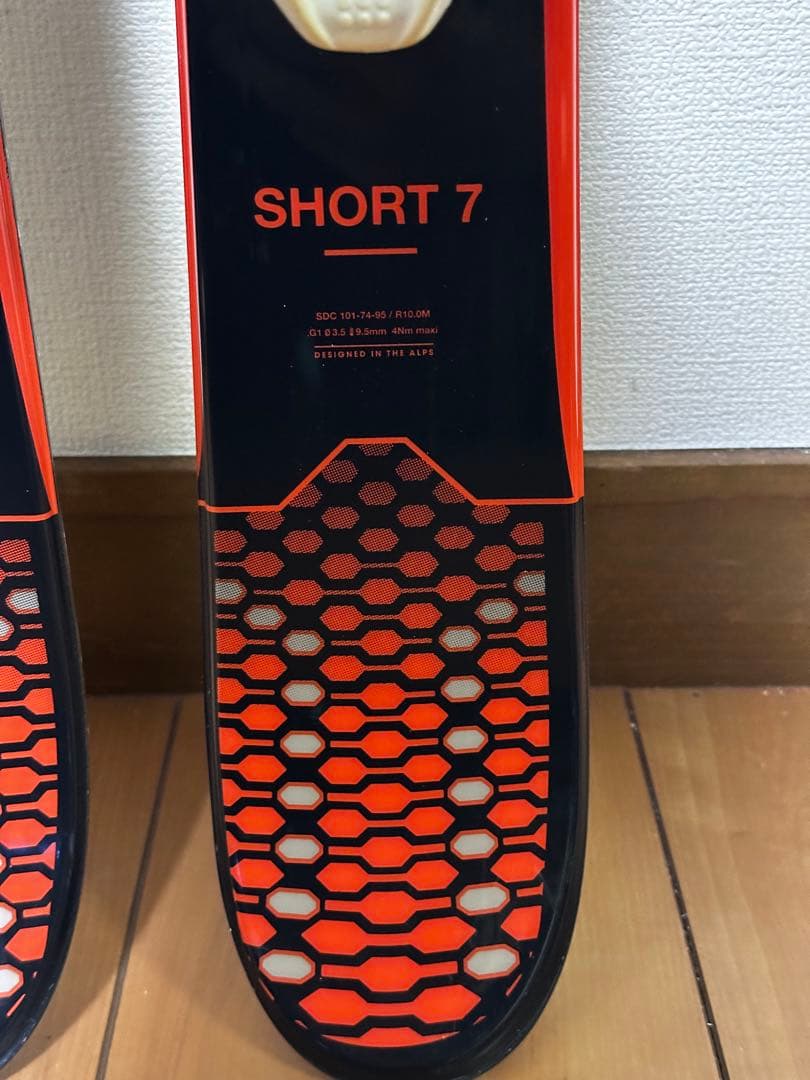 SHORT 7
SDC 101-74-95 / R10.0M
G1 Ø3.5 9.5mm 4Nm maxi
DESIGNED IN THE ALPS